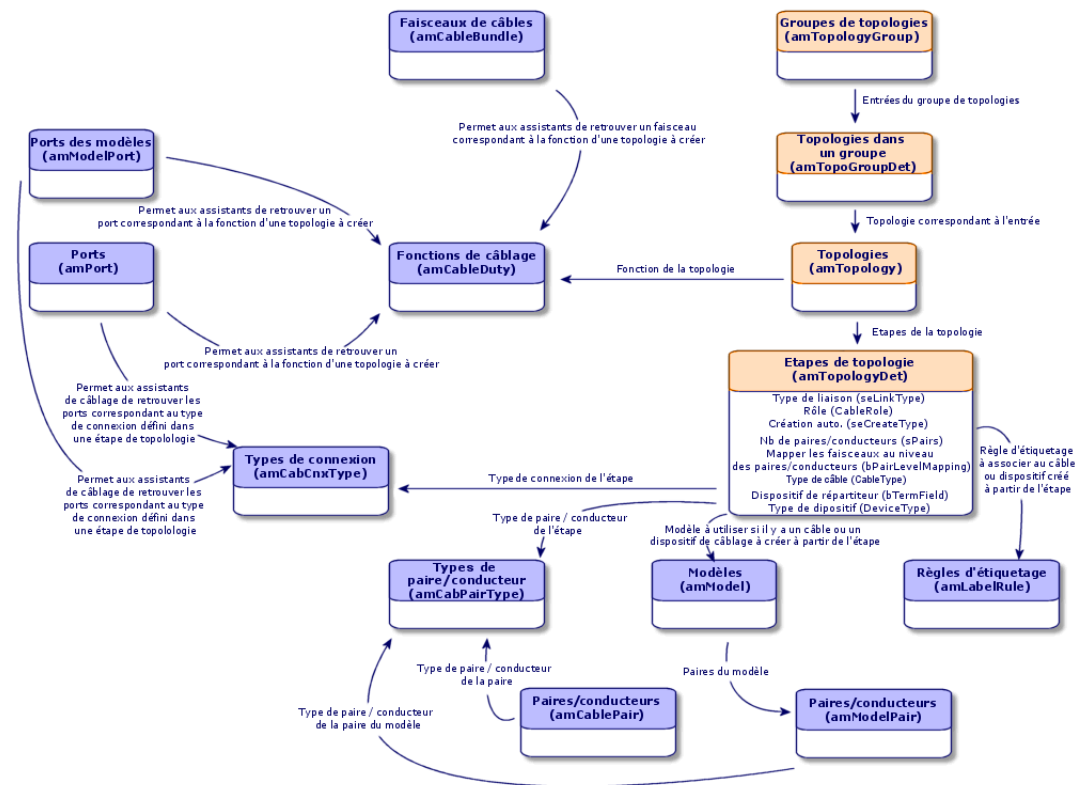 Faisceaux de câbles
(amCableBundle)
Groupes de topologies
(amTopologyGroup)
Entrées du groupe de topologies
Permet aux assistants de retrouver un faisceau
correspondant à la fonction d'une topologie à créer
Ports des modèles
(amModelPort)
Topologies dans
un groupe
(amTopoGroupDet)
Permet aux assistants de retrouver un
port correspondant à la fonction d'une topologie à créer
Topologie correspondant à l'entrée
Ports
(amPort)
Fonctions de câblage
(amCableDuty)
Fonction de la topologie
Topologies
(amTopology)
Etapes de la topologie
Permet aux assistants de retrouver un
port correspondant à la fonction d'une topologie à créer
Etapes de topologie
(amTopologyDet)
Type de liaison (seLinkType)
Rôle (CableRole)
Création auto. (seCreateType)
Nb de paires/conducteurs (sPairs)
Mapper les faisceaux au niveau
des paires/conducteurs (bPairLevelMapping)
Type de câble (CableType)
Dispositif de répartiteur (bTermField)
Type de dipositif (DeviceType)
Permet aux assistants
de câblage de retrouver les
ports correspondant au type
de connexion défini dans
une étape de topolologie
Règle d'étiquetage
à associer au câble
ou dispositif créé
à partir de l'étape
Types de connexion
(amCabCnxType)
Type de connexion de l'étape
Permet aux assistants
de câblage de retrouver les
ports correspondant au type
de connexion défini dans
une étape de topolologie
Type de paire / conducteur
de l'étape
Modèle à utiliser si il y a un câble ou un
dispositif de câblage à créer à partir de l'étape
Types de
paire/conducteur
(amCabPairType)
Modèles
(amModel)
Règles d'étiquetage
(amLabelRule)
Type de paire / conducteur
de la paire
Paires du modèle
Type de paire / conducteur
de la paire du modèle
Paires/conducteurs
(amCablePair)
Paires/conducteurs
(amModelPair)